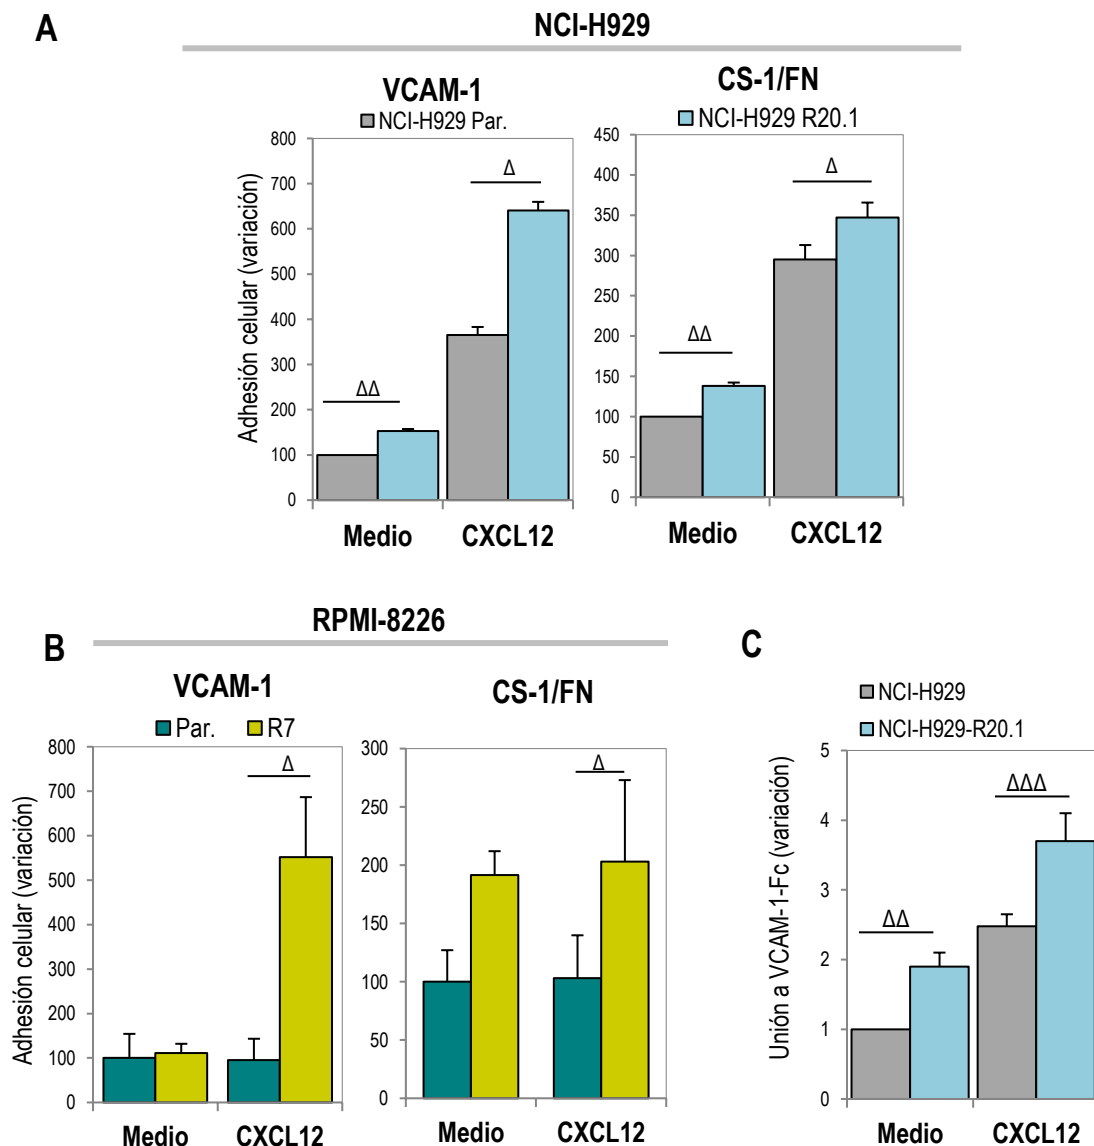 A
NCI-H929
VCAM-1
NCI-H929 Par.
Adhesión celular (variación)
800
700
600
500
400
300
200
100
0
ΔΔ
Δ
Medio
CXCL12
CS-1/FN
NCI-H929 R20.1
450
400
350
300
250
200
150
100
50
0
ΔΔ
Δ
Medio
CXCL12
B
RPMI-8226
VCAM-1
Par.
R7
Adhesión celular (variación)
800
700
600
500
400
300
200
100
0
Δ
Medio
CXCL12
CS-1/FN
300
250
200
150
100
50
0
Δ
Medio
CXCL12
C
NCI-H929
NCI-H929-R20.1
Unión a VCAM-1-Fc (variación)
5
4
3
2
1
0
ΔΔ
ΔΔΔ
Medio
CXCL12